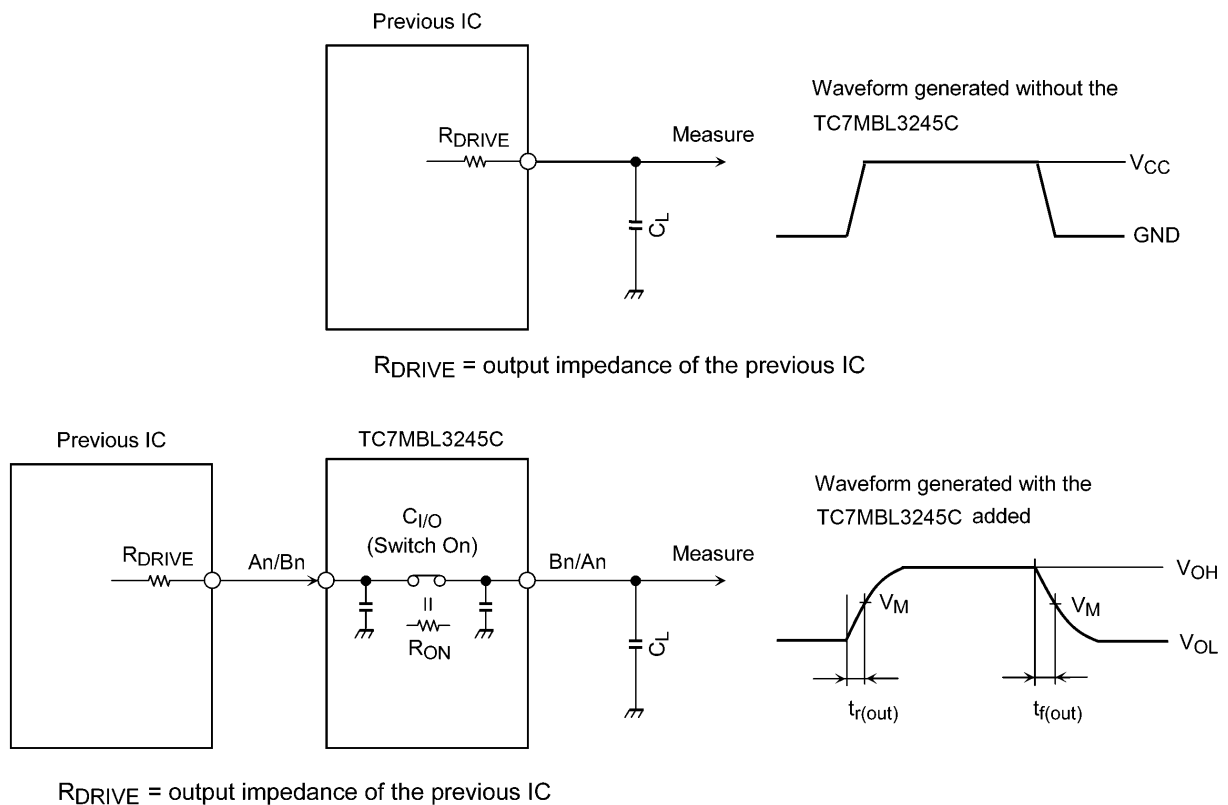 Previous IC
Waveform generated without the
TC7MBL3245C
RDRIVE
Measure
CL
VCC
GND
RDRIVE = output impedance of the previous IC
Previous IC
TC7MBL3245C
Waveform generated with the
TC7MBL3245C added
CI/O
(Switch On)
RDRIVE
An/Bn
Bn/An
Measure
RON
CL
VOH
VM
VM
VOL
tr(out)
tf(out)
RDRIVE = output impedance of the previous IC